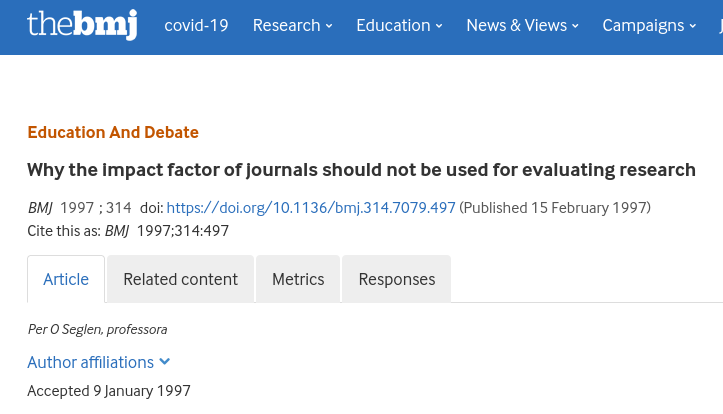 thebmj covid-19 Research Education News & Views Campaigns
Education And Debate
Why the impact factor of journals should not be used for evaluating research
BMJ 1997 ; 314 doi: https://doi.org/10.1136/bmj.314.7079.497 (Published 15 February 1997)
Cite this as: BMJ 1997;314:497
Article Related content Metrics Responses
Per O Seglen, professora
Author affiliations
Accepted 9 January 1997